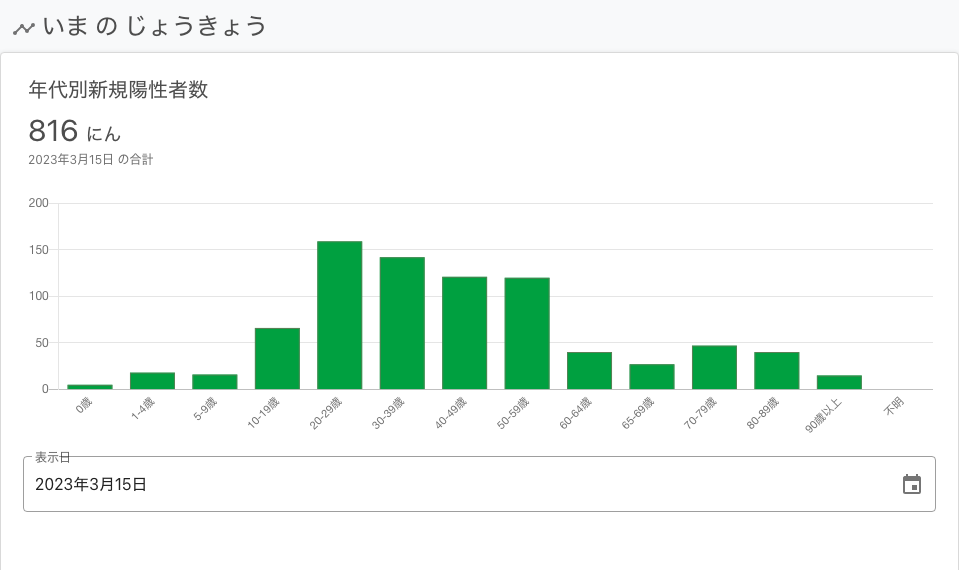 いま の じょうきょう
年代別新規陽性者数
816 にん
2023年3月15日 の合計
200
150
100
50
0
0歳
1-4歳
5-9歳
10-19歳
20-29歳
30-39歳
40-49歳
50-59歳
60-64歳
65-69歳
70-79歳
80-89歳
90歳以上
不明
表示日
2023年3月15日